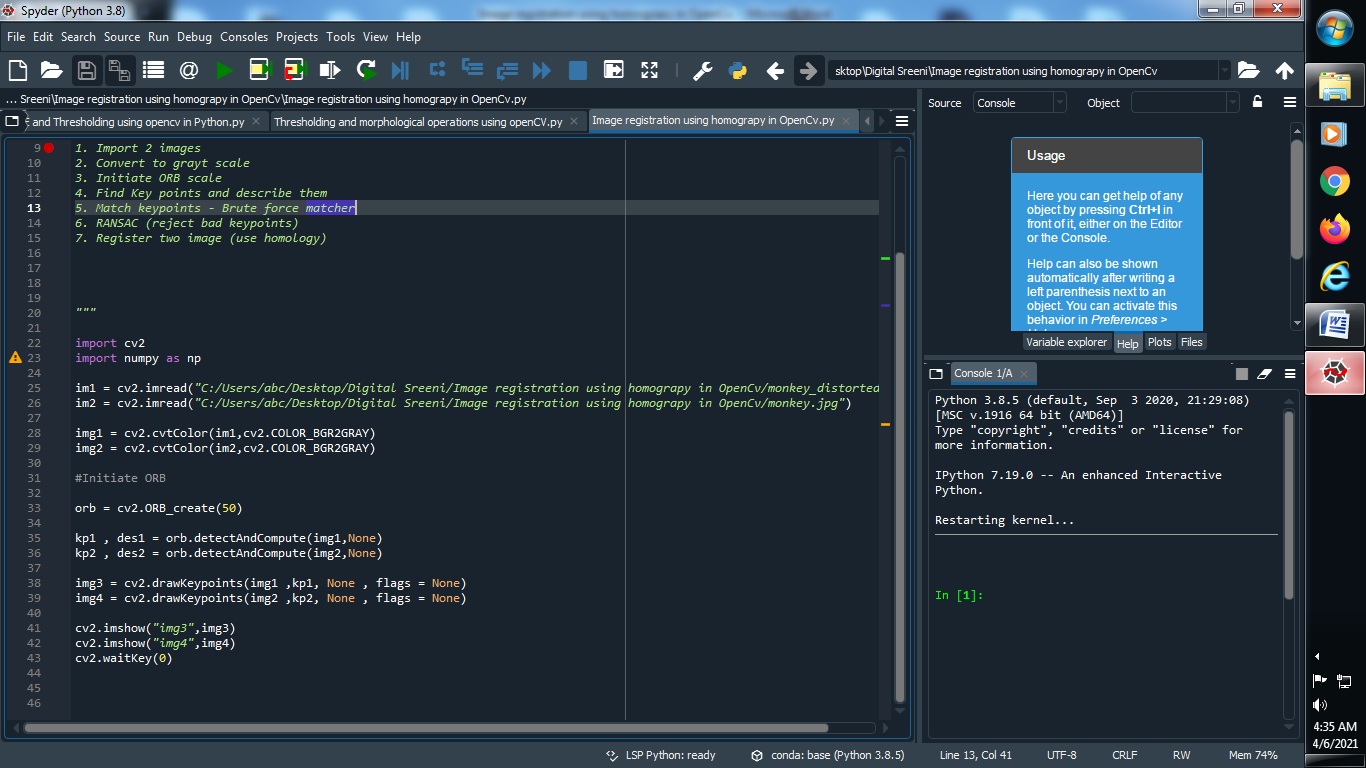 Spyder (Python 3.8)
File Edit Search Source Run Debug Consoles Projects Tools View Help
sktop\Digital Sreeni\Image registration using homograpy in OpenCv
... Sreeni\Image registration using homograpy in OpenCv\Image registration using homograpy in OpenCv.py
and Thresholding using opencv in Python.py
Thresholding and morphological operations using openCV.py
Image registration using homograpy in OpenCv.py
9 1. Import 2 images
10 2. Convert to grayt scale
11 3. Initiate ORB scale
12 4. Find Key points and describe them
13 5. Match keypoints - Brute force matcher
14 6. RANSAC (reject bad keypoints)
15 7. Register two image (use homology)
16
17
18
19
20 """
21
22 import cv2
23 import numpy as np
24
25 im1 = cv2.imread("C:/Users/abc/Desktop/Digital Sreeni/Image registration using homograpy in OpenCv/monkey_distorted
26 im2 = cv2.imread("C:/Users/abc/Desktop/Digital Sreeni/Image registration using homograpy in OpenCv/monkey.jpg")
27
28 img1 = cv2.cvtColor(im1,cv2.COLOR_BGR2GRAY)
29 img2 = cv2.cvtColor(im2,cv2.COLOR_BGR2GRAY)
30
31 #Initiate ORB
32
33 orb = cv2.ORB_create(50)
34
35 kp1 , des1 = orb.detectAndCompute(img1,None)
36 kp2 , des2 = orb.detectAndCompute(img2,None)
37
38 img3 = cv2.drawKeypoints(img1 ,kp1, None , flags = None)
39 img4 = cv2.drawKeypoints(img2 ,kp2, None , flags = None)
40
41 cv2.imshow("img3",img3)
42 cv2.imshow("img4",img4)
43 cv2.waitKey(0)
44
45
46
Source Console Object
Usage
Here you can get help of any
object by pressing Ctrl+I in
front of it, either on the Editor
or the Console.
Help can also be shown
automatically after writing a
left parenthesis next to an
object. You can activate this
behavior in Preferences >
Variable explorer Help Plots Files
Console 1/A
Python 3.8.5 (default, Sep 3 2020, 21:29:08)
[MSC v.1916 64 bit (AMD64)]
Type "copyright", "credits" or "license" for
more information.
IPython 7.19.0 -- An enhanced Interactive
Python.
Restarting kernel...
In [1]:
LSP Python: ready conda: base (Python 3.8.5) Line 13, Col 41 UTF-8 CRLF RW Mem 74%
4:35 AM
4/6/2021